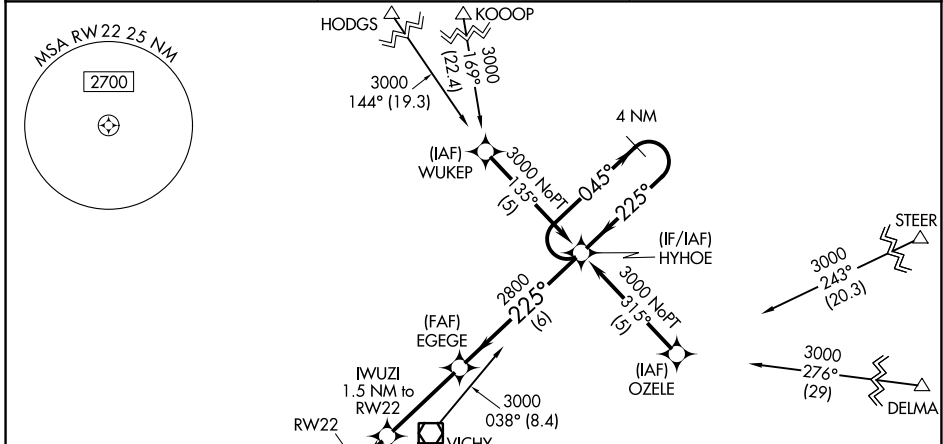 MSA RW22 25 NM
2700
HODGS
KOOOP
3000
144° (19.3)
3000
169°
(22.4)
(IAF)
WUKEP
3000 NoPT
135°
(5)
4 NM
045°
225°
(IF/IAF)
HYHOE
STEER
3000
243°
(20.3)
3000 NoPT
315°
(5)
(IAF)
OZELE
3000
276°
(29)
DELMA
2800
225°
(6)
(FAF)
EGEGE
IWUZI
1.5 NM to
RW22
3000
038° (8.4)
RW22
VICHY